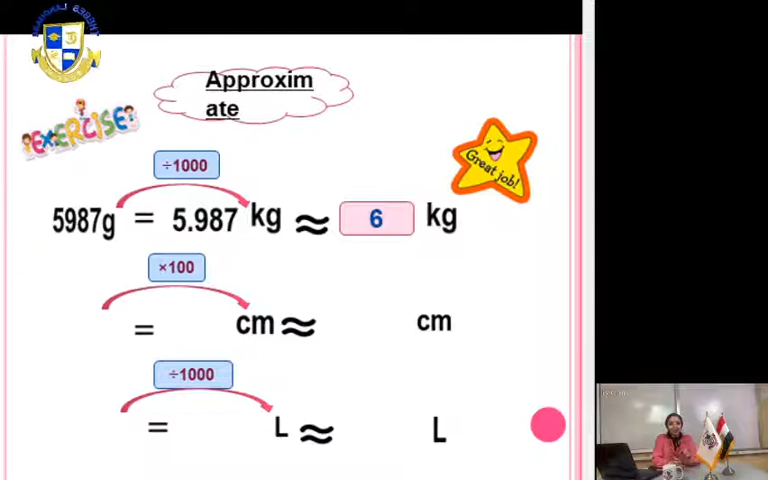 Approxim
ate
EXERCISE
Great job!
÷1000
5987g = 5.987 kg ≈ 6 kg
×100
= cm ≈ cm
÷1000
= L ≈ L